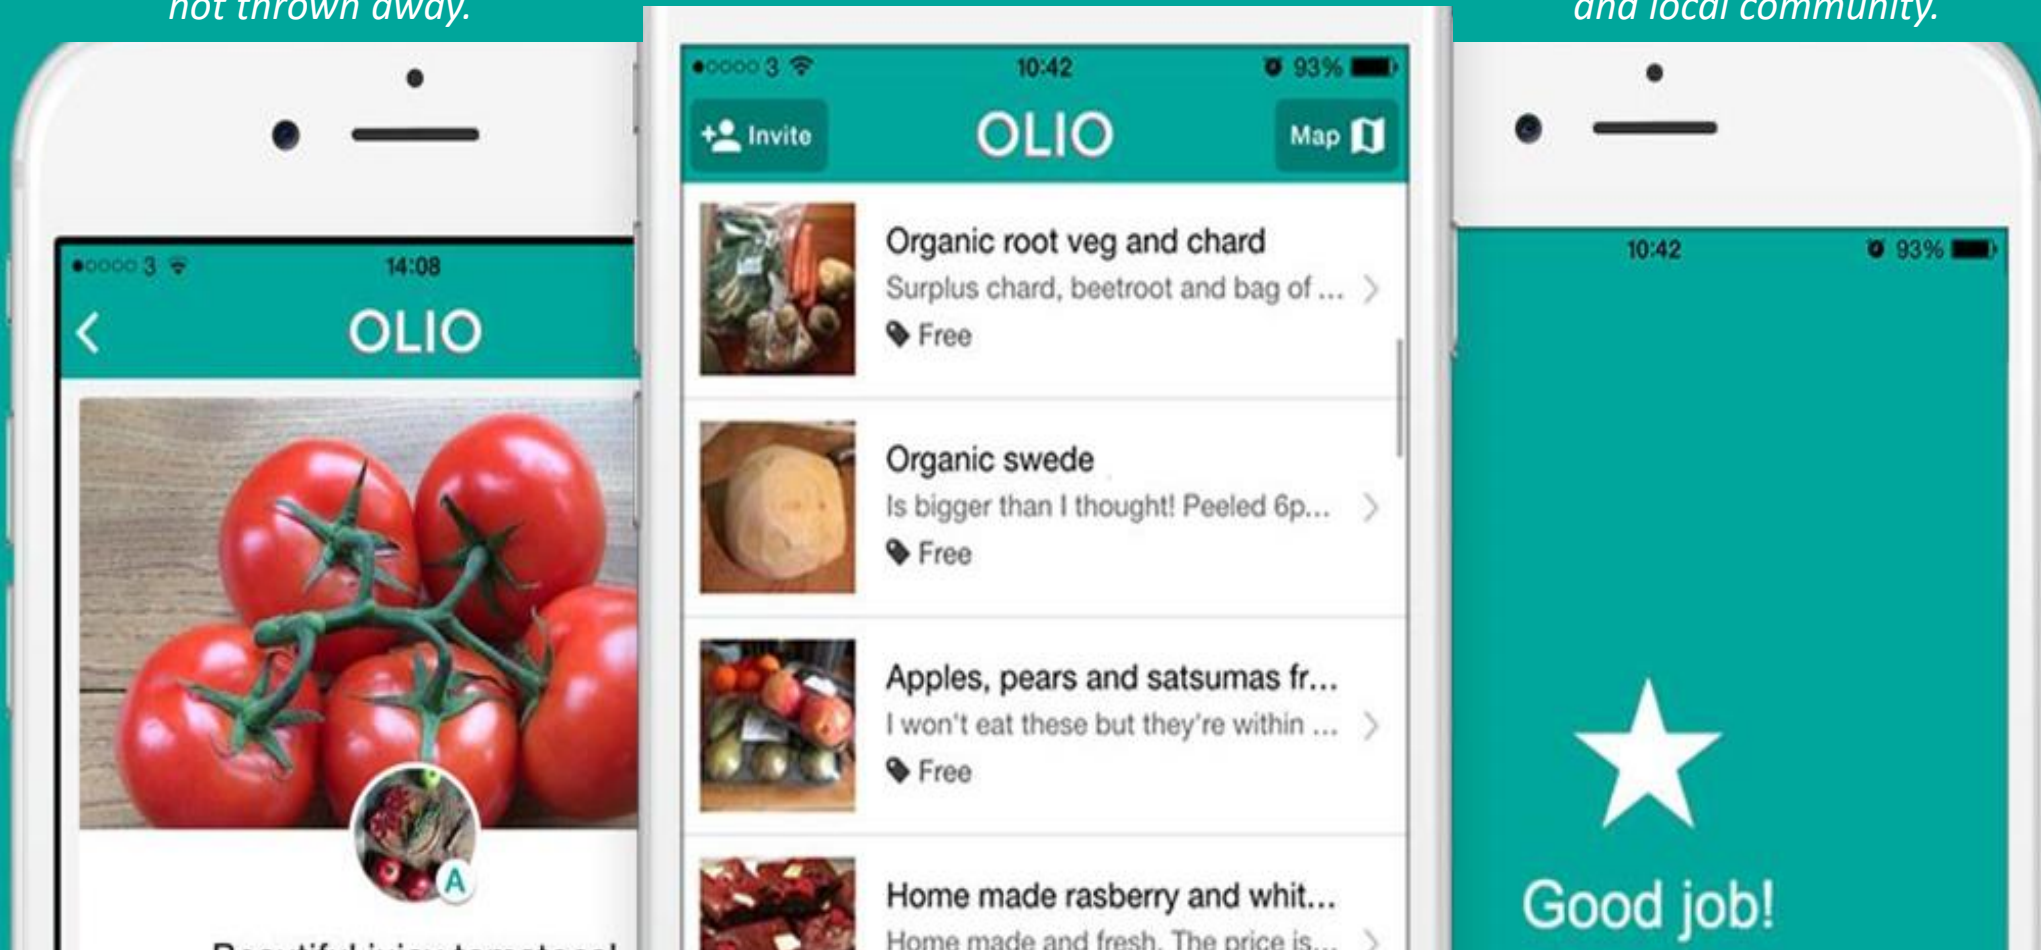 not thrown away.
and local community.
3 14:08
OLIO
A
Beautiful juicy tomatoes!
3 10:42 93%
Invite OLIO Map
Organic root veg and chard
Surplus chard, beetroot and bag of ...
Free
Organic swede
Is bigger than I thought! Peeled 6p...
Free
Apples, pears and satsumas fr...
I won't eat these but they're within ...
Free
Home made rasberry and whit...
Home made and fresh. The price is...
10:42 93%
Good job!